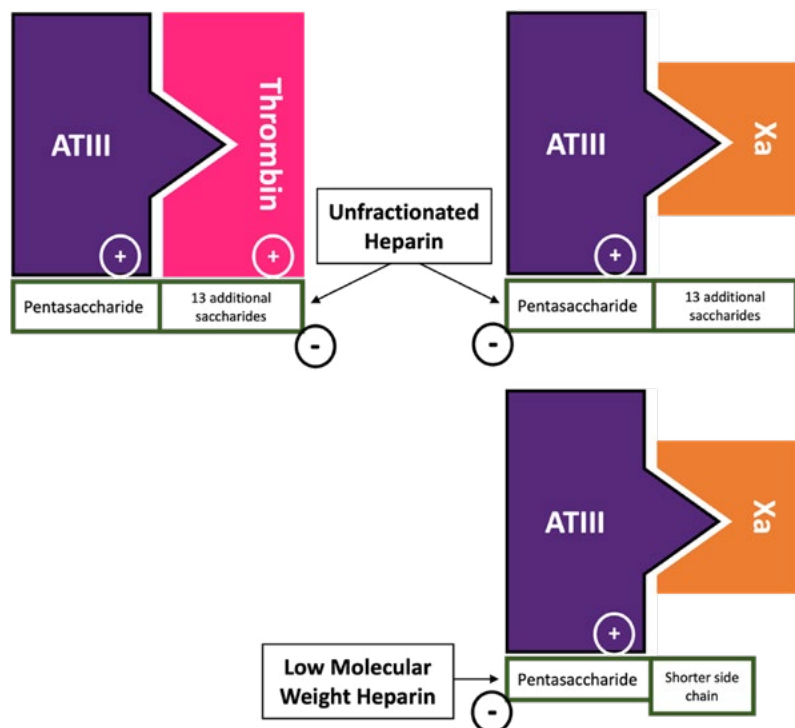 ATIII
Thrombin
+
+
Pentasaccharide
13 additional
saccharides
-
Unfractionated
Heparin
ATIII
Xa
+
Pentasaccharide
13 additional
saccharides
-
ATIII
Xa
+
Low Molecular
Weight Heparin
Pentasaccharide
Shorter side
chain
-